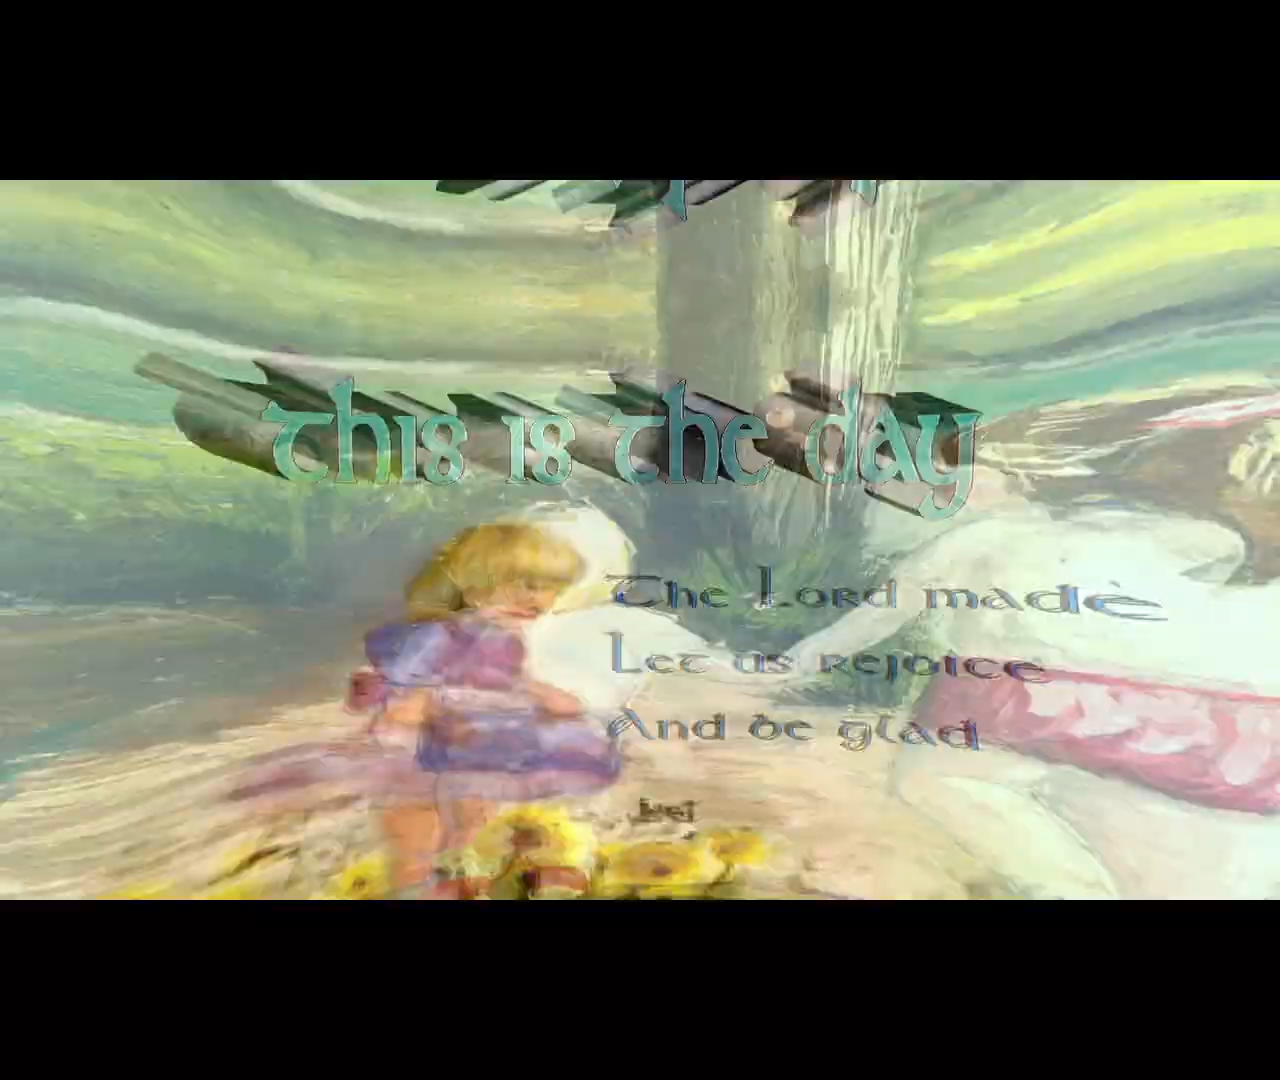 This is the day
The Lord made
Let us rejoice
And be glad